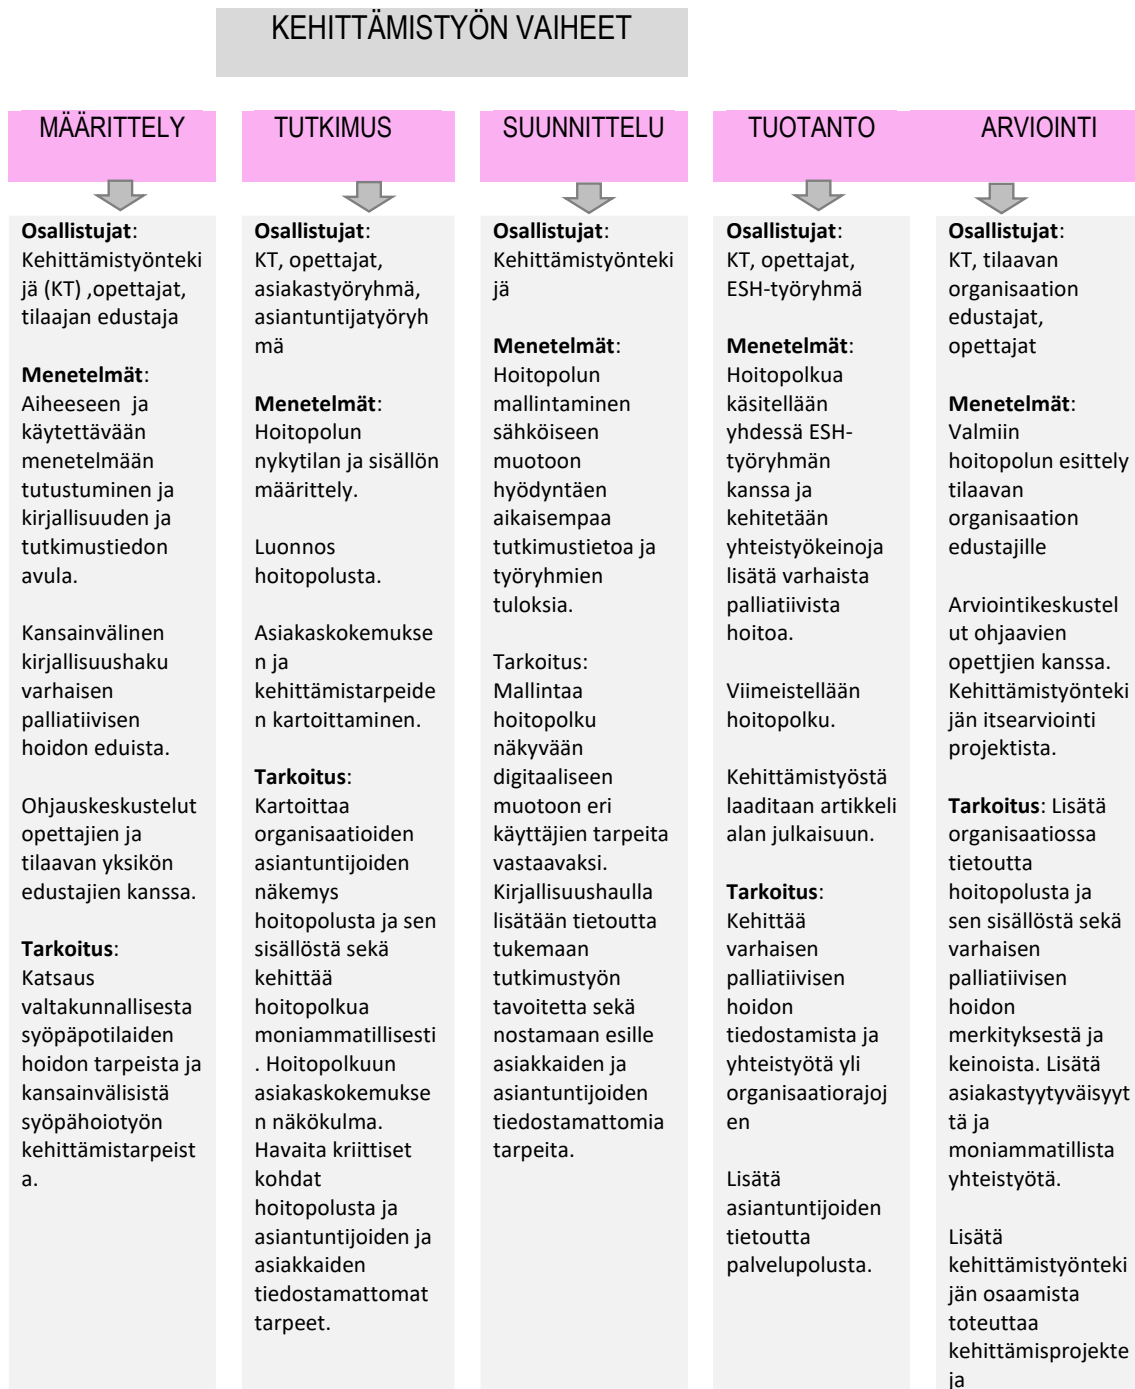 KEHITTÄMISTYÖN VAIHEET
MÄÄRITTELY
TUTKIMUS
SUUNNITTELU
TUOTANTO
ARVIOINTI
Osallistujat:
Kehittämistyönteki
jä (KT) ,opettajat,
tilaajan edustaja
Menetelmät:
Aiheeseen ja
käytettävään
menetelmään
tutustuminen ja
kirjallisuuden ja
tutkimustiedon
avula.
Kansainvälinen
kirjallisuushaku
varhaisen
palliatiivisen
hoidon eduista.
Ohjauskeskustelut
opettajien ja
tilaavan yksikön
edustajien kanssa.
Tarkoitus:
Katsaus
valtakunnallisesta
syöpäpotilaiden
hoidon tarpeista ja
kansainvälisistä
syöpähoiotyön
kehittämistarpeist
a.
Osallistujat:
KT, opettajat,
asiakastyöryhmä,
asiantuntijatyöryh
mä
Menetelmät:
Hoitopolun
nykytilan ja sisällön
määrittely.
Luonnos
hoitopolusta.
Asiakaskokemukse
n ja
kehittämistarpeide
n kartoittaminen.
Tarkoitus:
Kartoittaa
organisaatioiden
asiantuntijoiden
näkemys
hoitopolusta ja sen
sisällöstä sekä
kehittää
hoitopolkua
moniammatillisesti
. Hoitopolkuun
asiakaskokemukse
n näkökulma.
Havaita kriittiset
kohdat
hoitopolusta ja
asiantuntijoiden ja
asiakkaiden
tiedostamattomat
tarpeet.
Osallistujat:
Kehittämistyönteki
jä
Menetelmät:
Hoitopolun
mallintaminen
sähköiseen
muotoon
hyödyntäen
aikaisempaa
tutkimustietoa ja
työryhmien
tuloksia.
Tarkoitus:
Mallintaa
hoitopolku
näkyvään
digitaaliseen
muotoon eri
käyttäjien tarpeita
vastaavaksi.
Kirjallisuushaulla
lisätään tietoutta
tukemaan
tutkimustyön
tavoitetta sekä
nostamaan esille
asiakkaiden ja
asiantuntijoiden
tiedostamattomia
tarpeita.
Osallistujat:
KT, opettajat,
ESH-työryhmä
Menetelmät:
Hoitopolkua
käsitellään
yhdessä ESH-
työryhmän
kanssa ja
kehitetään
yhteistyökeinoja
lisätä varhaista
palliatiivista
hoitoa.
Viimeistellään
hoitopolku.
Kehittämistyöstä
laaditaan artikkeli
alan julkaisuun.
Tarkoitus:
Kehittää
varhaisen
palliatiivisen
hoidon
tiedostamista ja
yhteistyötä yli
organisaatiorajoj
en
Lisätä
asiantuntijoiden
tietoutta
palvelupolusta.
Osallistujat:
KT, tilaavan
organisaation
edustajat,
opettajat
Menetelmät:
Valmiin
hoitopolun esittely
tilaavan
organisaation
edustajille
Arviointikeskustel
ut ohjaavien
opettjien kanssa.
Kehittämistyönteki
jän itsearviointi
projektista.
Tarkoitus: Lisätä
organisaatiossa
tietoutta
hoitopolusta ja
sen sisällöstä sekä
varhaisen
palliatiivisen
hoidon
merkityksestä ja
keinoista. Lisätä
asiakastyytyväisyyt
tä ja
moniammatillista
yhteistyötä.
Lisätä
kehittämistyönteki
jän osaamista
toteuttaa
kehittämisprojekte
ja